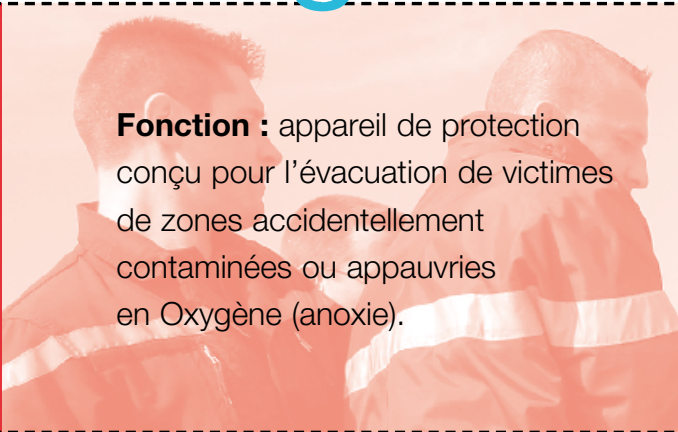 Fonction : appareil de protection
conçu pour l’évacuation de victimes
de zones accidentellement
contaminées ou appauvries
en Oxygène (anoxie).